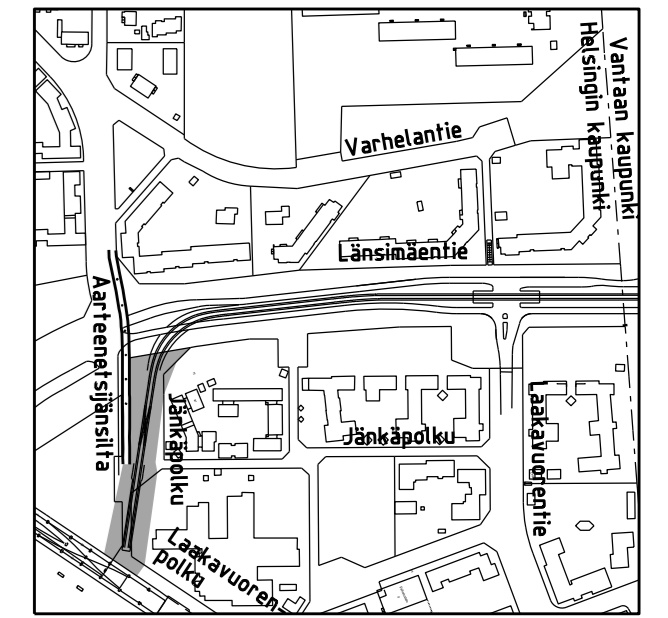 Vantaan kaupunki
Helsingin kaupunki
Varhelantie
Länsimäentie
Aarteenetsijänsilta
Jänkäpolku
Jänkäpolku
Laakavuorentie
Laakavuoren-
polku